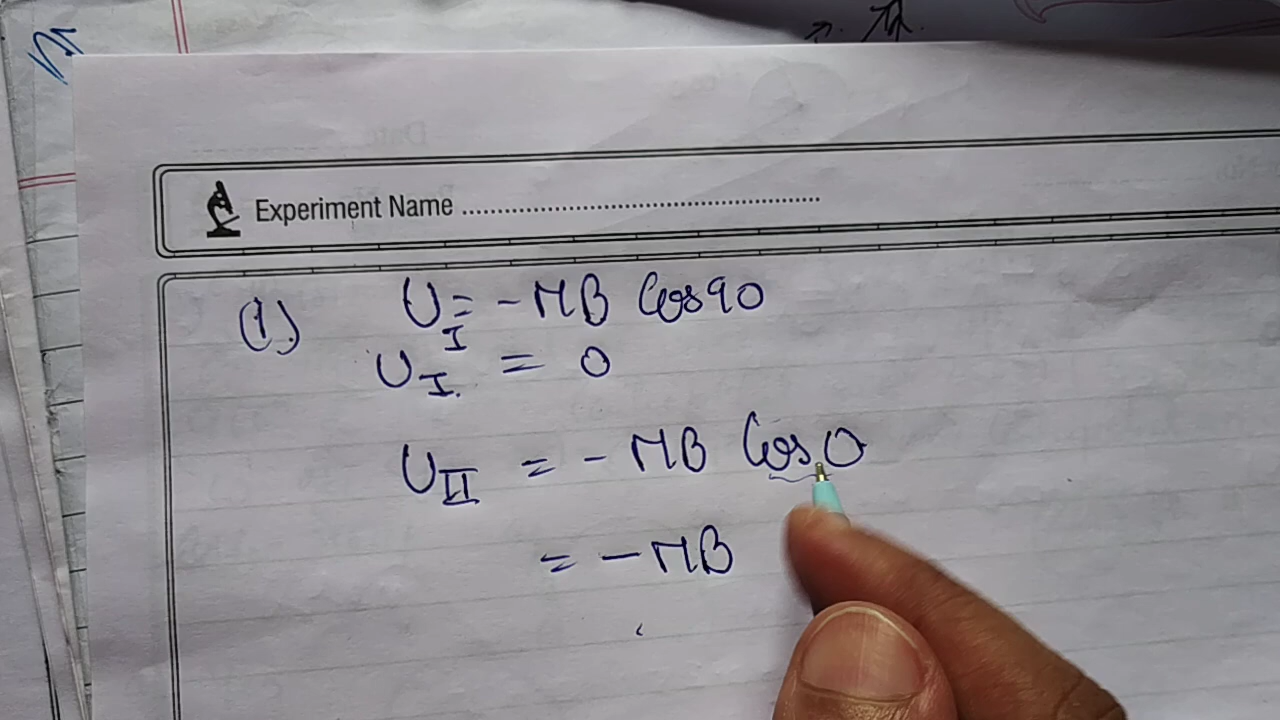 Experiment Name
(1.) U_I = -MB Cos90
U_I = 0
U_II = - MB Cos0
= -MB